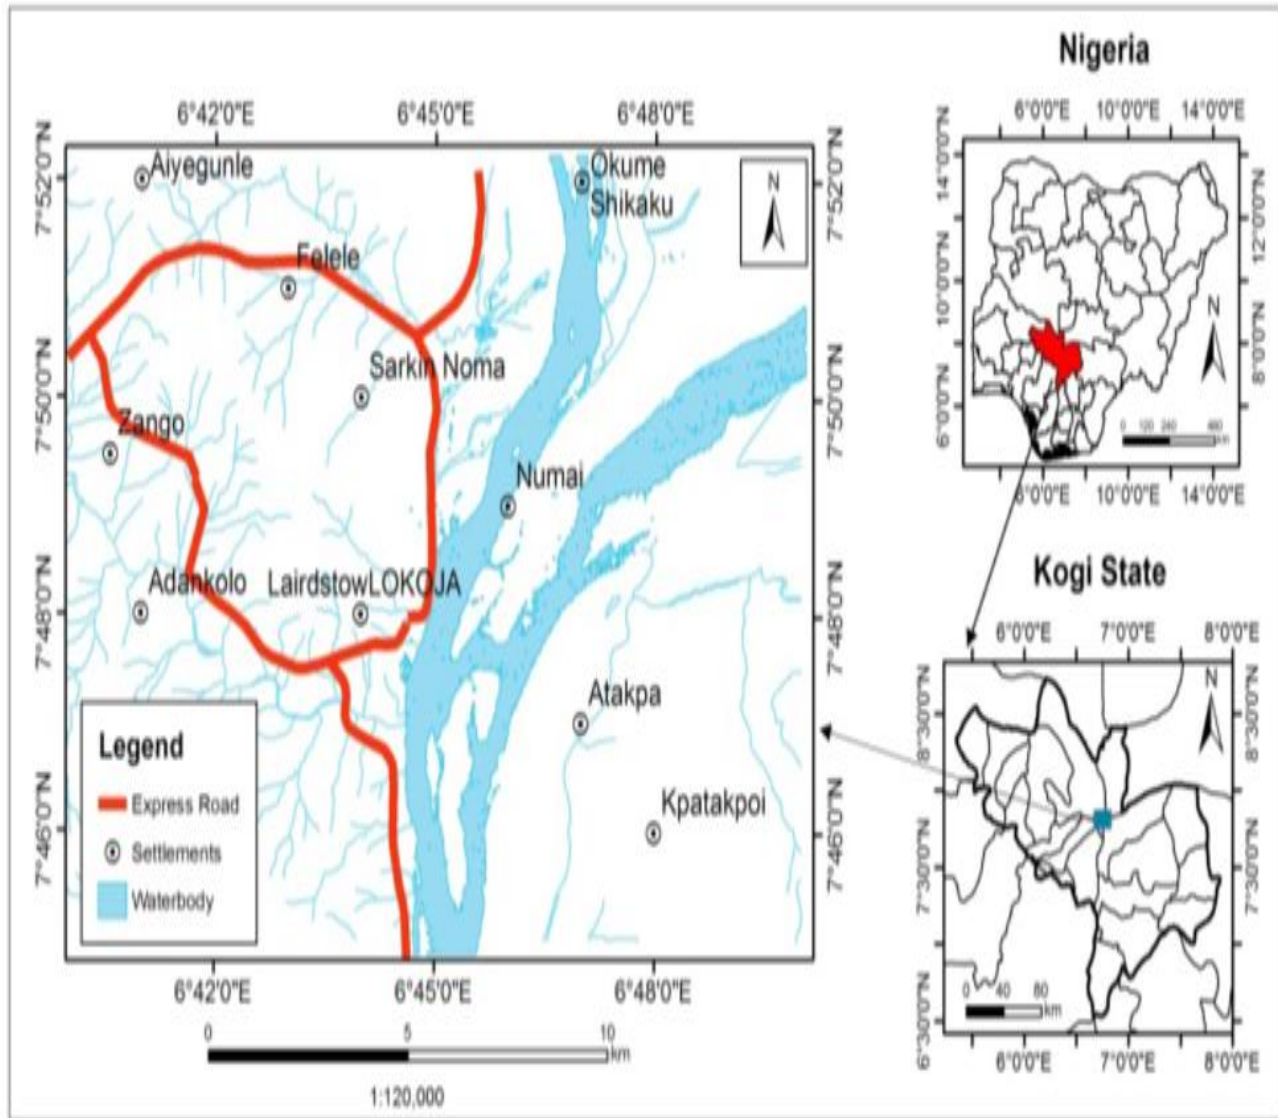 6°42'0"E 6°45'0"E 6°48'0"E
7°52'0"N
7°50'0"N
7°48'0"N
7°46'0"N
Aiyegunle
Okume
Shikaku
N
Felele
Sarkin Noma
Zango
Numai
Adankolo
LairdstowLOKOJA
Atakpa
Kpatakpoi
Legend
Express Road
Settlements
Waterbody
7°52'0"N
7°50'0"N
7°48'0"N
7°46'0"N
6°42'0"E 6°45'0"E 6°48'0"E
0 5 10
km
1:120,000
Nigeria
6°0'0"E 10°0'0"E 14°0'0"E
14°0'0"N
10°0'0"N
6°0'0"N
12°0'0"N
8°0'0"N
N
0 120 240 480
km
6°0'0"E 10°0'0"E 14°0'0"E
Kogi State
6°0'0"E 7°0'0"E 8°0'0"E
8°30'0"N
7°30'0"N
6°30'0"N
8°30'0"N
7°30'0"N
N
0 40 80
km
6°0'0"E 7°0'0"E 8°0'0"E